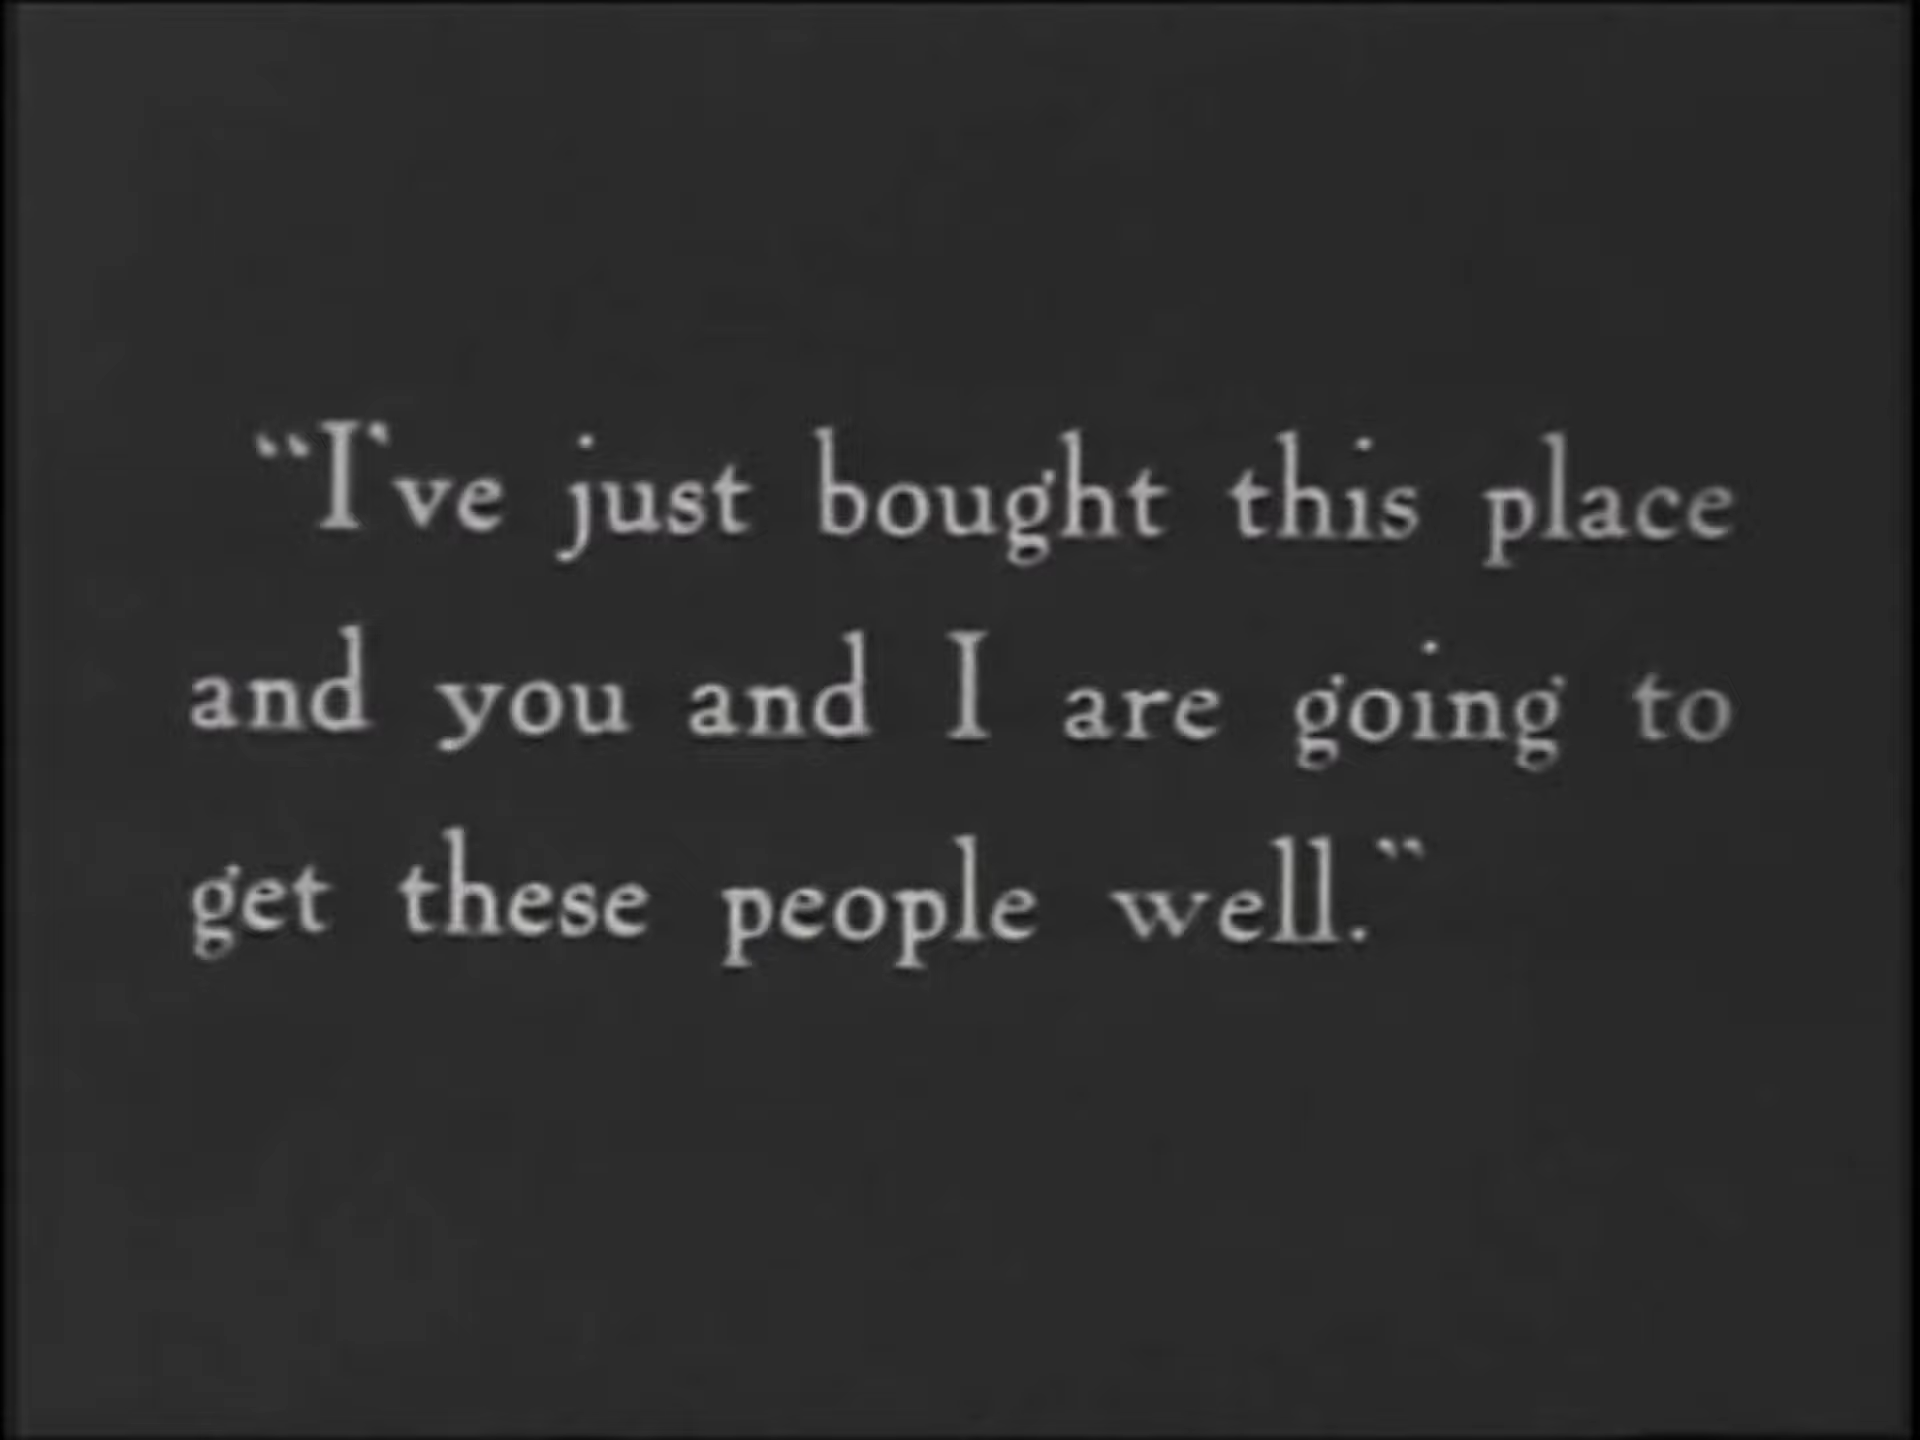 “I've just bought this place
and you and I are going to
get these people well.”